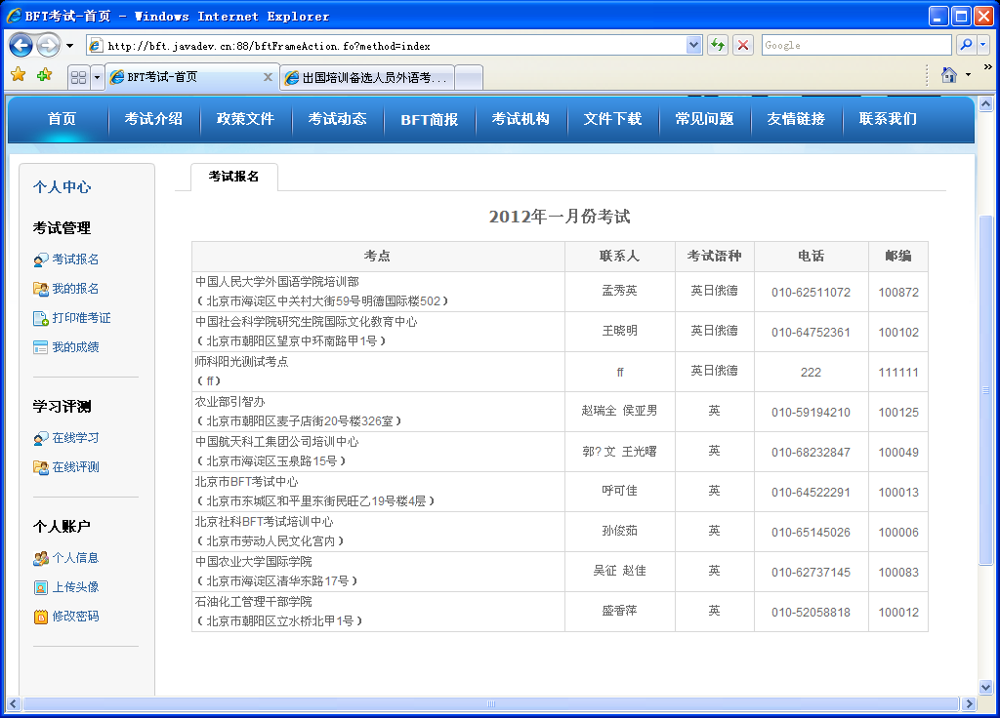 BFT考试-首页 - Windows Internet Explorer
http://bft.javadev.cn:88/bftFrameAction.fo?method=index
Google
BFT考试-首页
出国培训备选人员外语考...
首页 考试介绍 政策文件 考试动态 BFT简报 考试机构 文件下载 常见问题 友情链接 联系我们
个人中心
考试管理
考试报名
我的报名
打印准考证
我的成绩
学习评测
在线学习
在线评测
个人账户
个人信息
上传头像
修改密码
考试报名
2012年一月份考试
考点 联系人 考试语种 电话 邮编
中国人民大学外国语学院培训部
（北京市海淀区中关村大街59号明德国际楼502）
孟秀英 英日俄德 010-62511072 100872
中国社会科学院研究生院国际文化教育中心
（北京市朝阳区望京中环南路甲1号）
王晓明 英日俄德 010-64752361 100102
师科阳光测试考点
（ff）
ff 英日俄德 222 111111
农业部引智办
（北京市朝阳区麦子店街20号楼326室）
赵瑞全 侯亚男 英 010-59194210 100125
中国航天科工集团公司培训中心
（北京市海淀区玉泉路15号）
郭?文 王光曙 英 010-68232847 100049
北京市BFT考试中心
（北京市东城区和平里东街民旺乙19号楼4层）
呼可佳 英 010-64522291 100013
北京社科BFT考试培训中心
（北京市劳动人民文化宫内）
孙俊茹 英 010-65145026 100006
中国农业大学国际学院
（北京市海淀区清华东路17号）
吴征 赵佳 英 010-62737145 100083
石油化工管理干部学院
（北京市朝阳区立水桥北甲1号）
盛香萍 英 010-52058818 100012